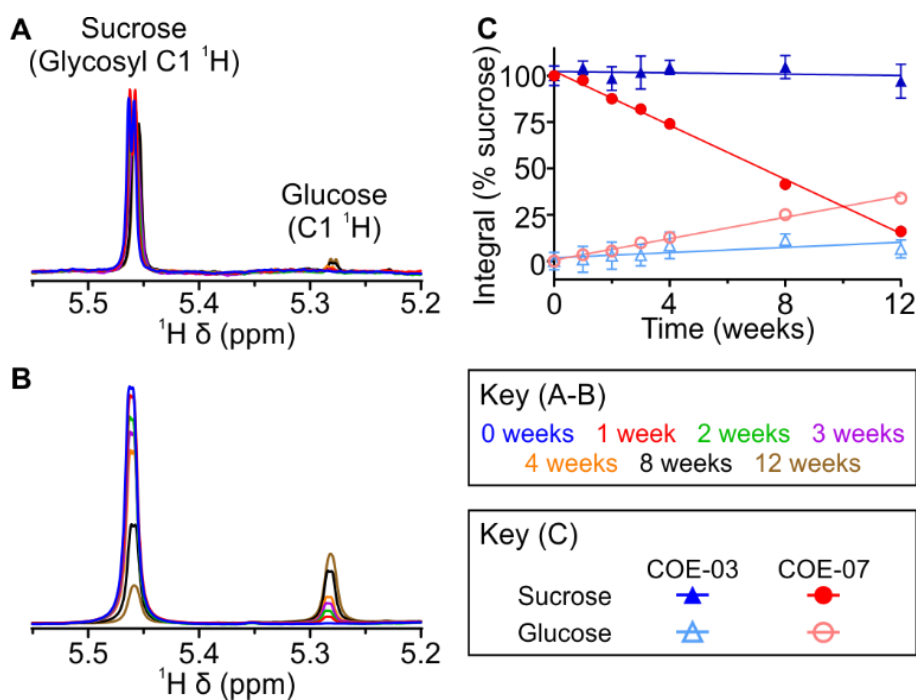 A
Sucrose
(Glycosyl C1 ¹H)
Glucose
(C1 ¹H)
5.5 5.4 5.3 5.2
¹H δ (ppm)
B
5.5 5.4 5.3 5.2
¹H δ (ppm)
C
Integral (% sucrose)
100
75
50
25
0
0 4 8 12
Time (weeks)
Key (A-B)
0 weeks 1 week 2 weeks 3 weeks
4 weeks 8 weeks 12 weeks
Key (C)
COE-03 COE-07
Sucrose
Glucose